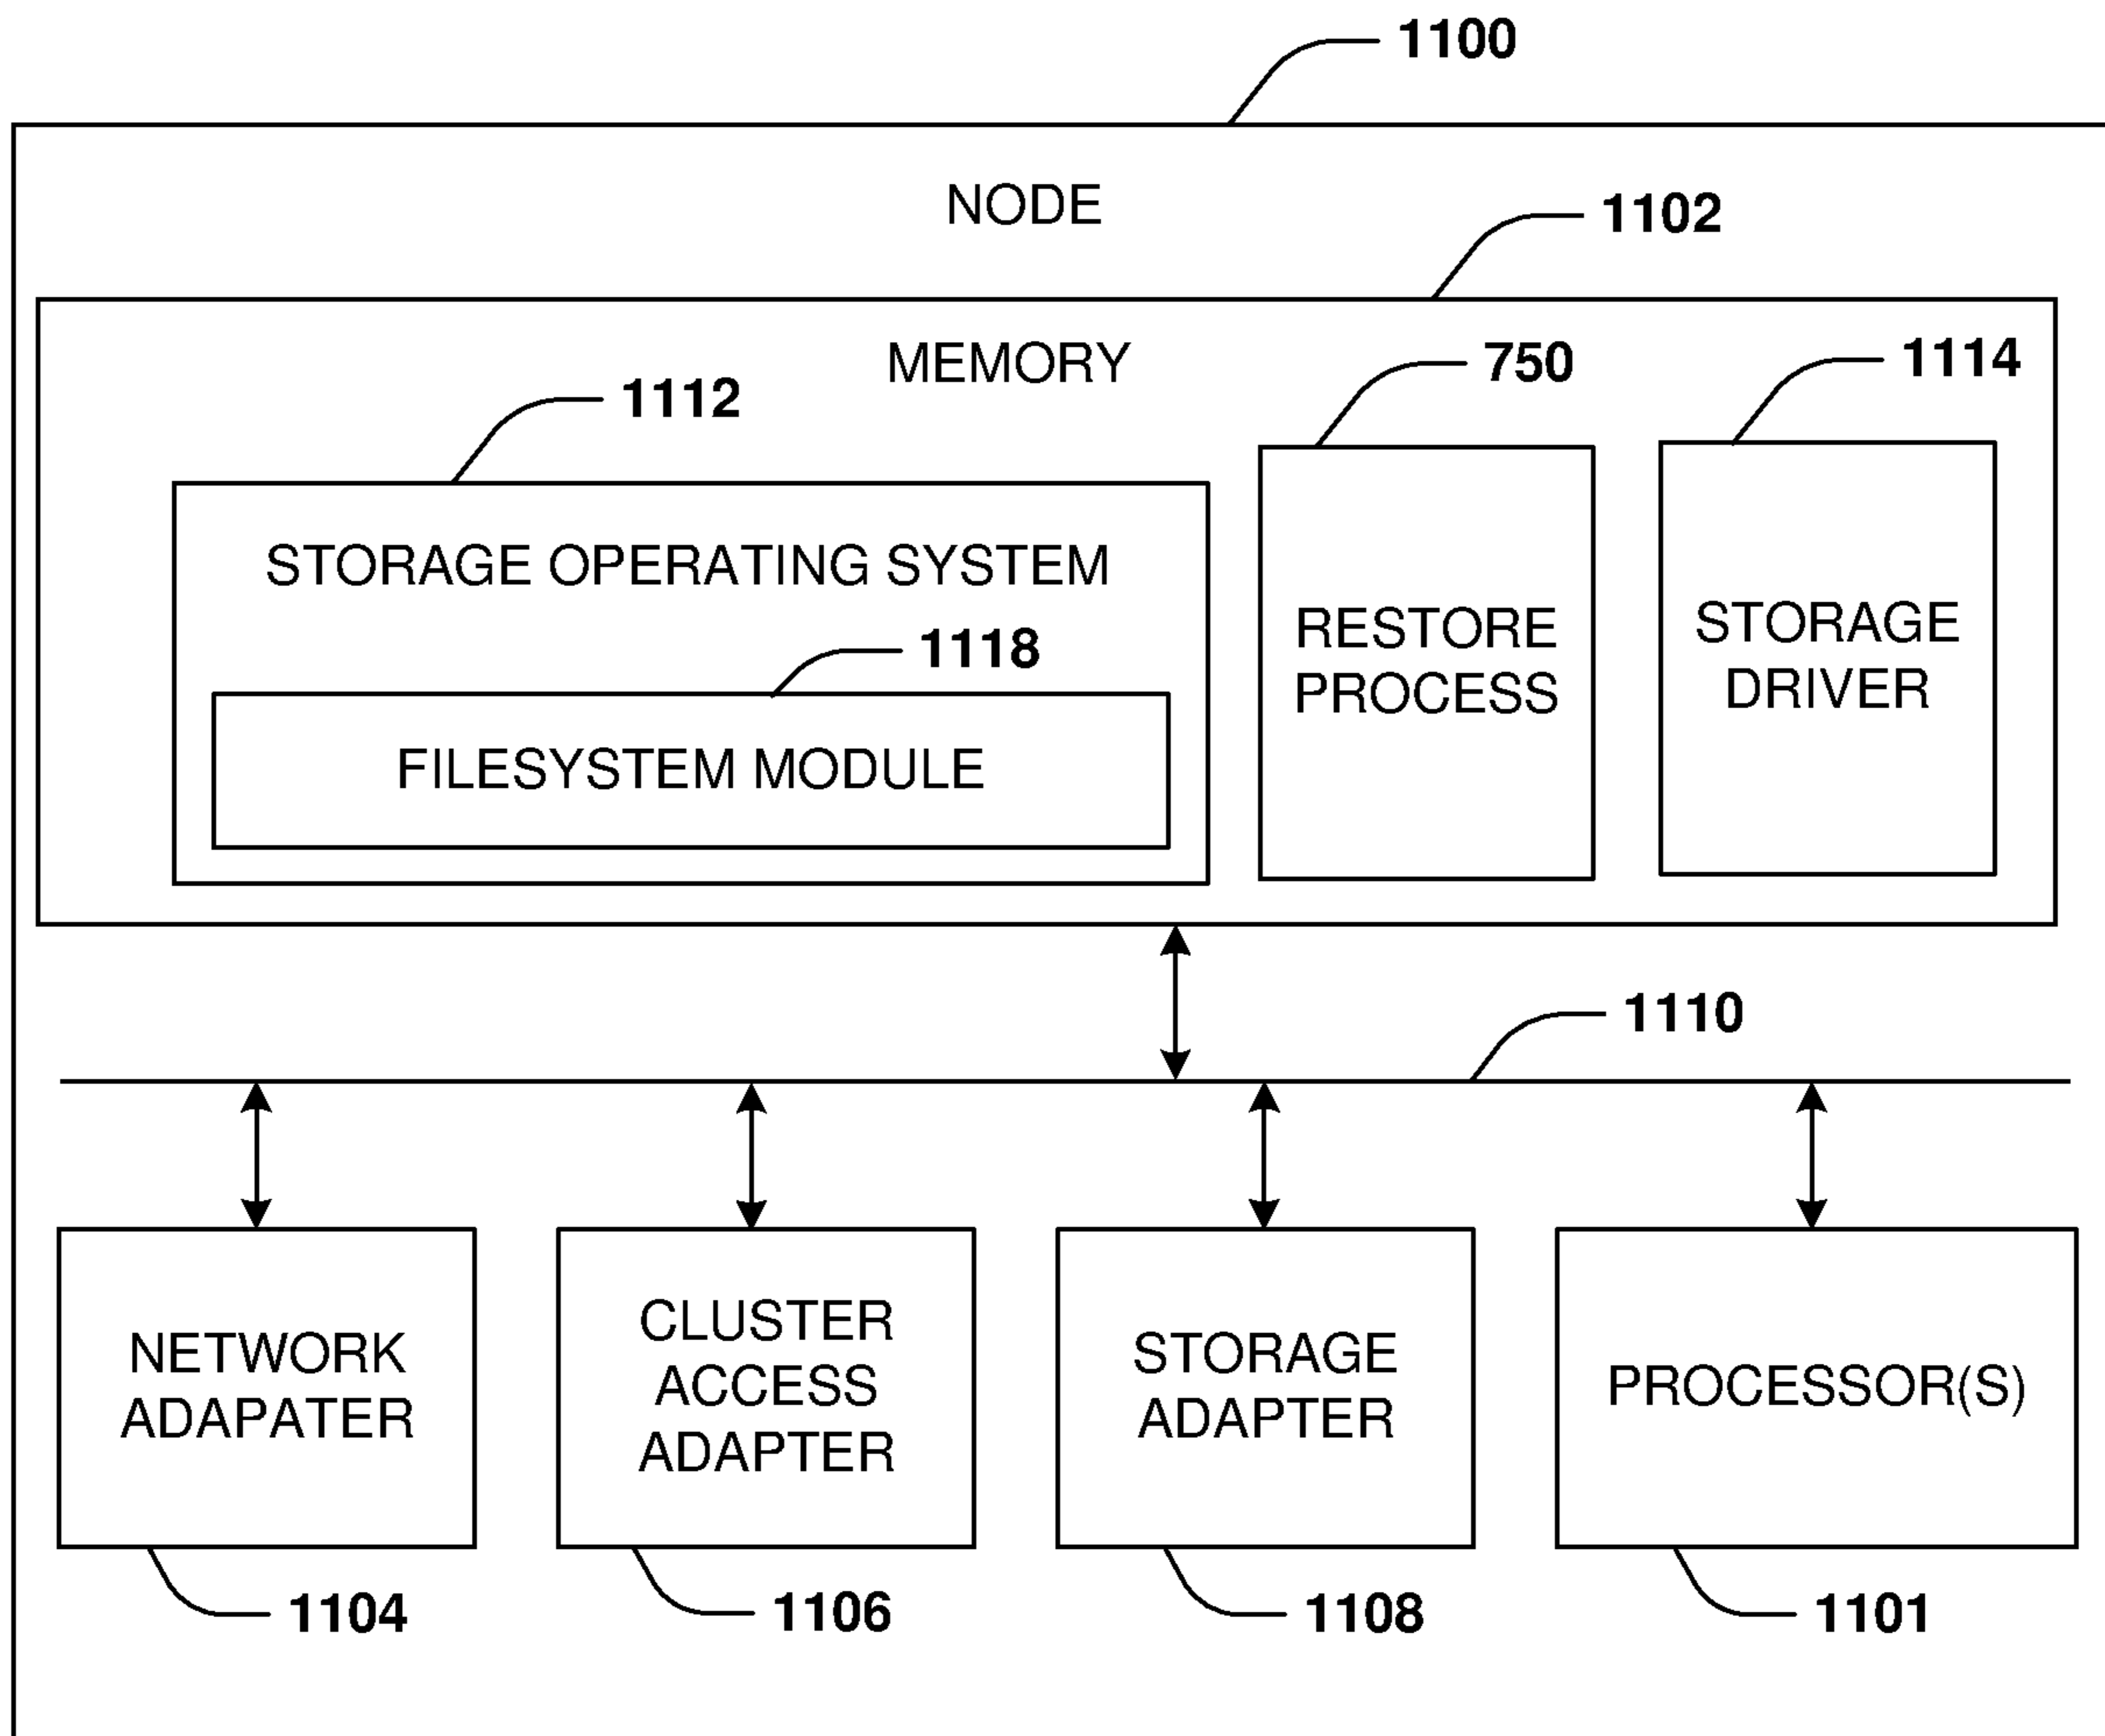 1100
NODE
1102
MEMORY
750
1114
1112
STORAGE OPERATING SYSTEM
1118
FILESYSTEM MODULE
RESTORE
PROCESS
STORAGE
DRIVER
1110
NETWORK
ADAPATER
CLUSTER
ACCESS
ADAPTER
STORAGE
ADAPTER
PROCESSOR(S)
1104
1106
1108
1101